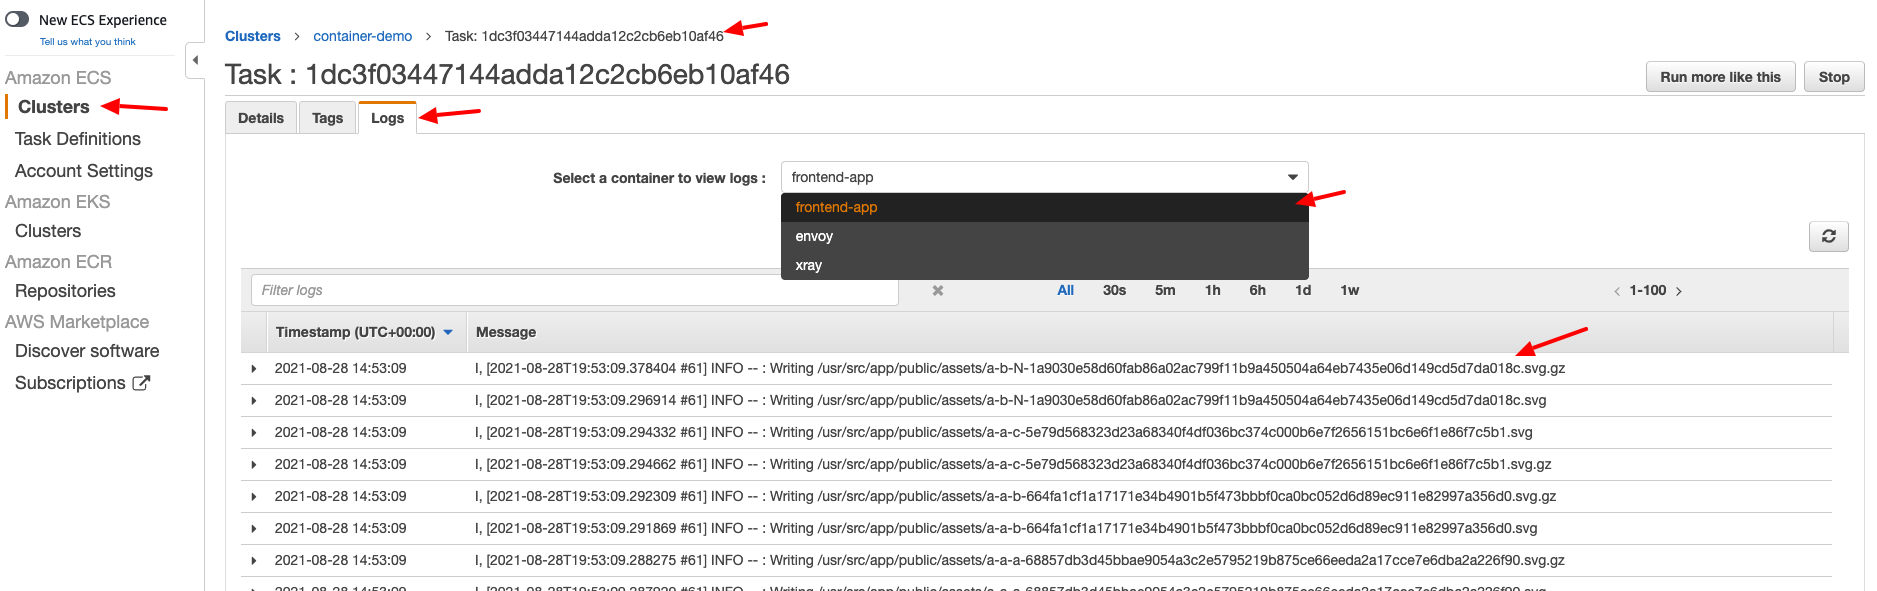 New ECS Experience
Tell us what you think
Amazon ECS
Clusters
Task Definitions
Account Settings
Amazon EKS
Clusters
Amazon ECR
Repositories
AWS Marketplace
Discover software
Subscriptions
Clusters > container-demo > Task: 1dc3f03447144adda12c2cb6eb10af46
Task : 1dc3f03447144adda12c2cb6eb10af46
Run more like this Stop
Details Tags Logs
Select a container to view logs : frontend-app
frontend-app
envoy
xray
Filter logs All 30s 5m 1h 6h 1d 1w < 1-100 >
Timestamp (UTC+00:00) Message
2021-08-28 14:53:09 I, [2021-08-28T19:53:09.378404 #61] INFO -- : Writing /usr/src/app/public/assets/a-b-N-1a9030e58d60fab86a02ac799f11b9a450504a64eb7435e06d149cd5d7da018c.svg.gz
2021-08-28 14:53:09 I, [2021-08-28T19:53:09.296914 #61] INFO -- : Writing /usr/src/app/public/assets/a-b-N-1a9030e58d60fab86a02ac799f11b9a450504a64eb7435e06d149cd5d7da018c.svg
2021-08-28 14:53:09 I, [2021-08-28T19:53:09.294332 #61] INFO -- : Writing /usr/src/app/public/assets/a-a-c-5e79d568323d23a68340f4df036bc374c000b6e7f2656151bc6e6f1e86f7c5b1.svg
2021-08-28 14:53:09 I, [2021-08-28T19:53:09.294662 #61] INFO -- : Writing /usr/src/app/public/assets/a-a-c-5e79d568323d23a68340f4df036bc374c000b6e7f2656151bc6e6f1e86f7c5b1.svg.gz
2021-08-28 14:53:09 I, [2021-08-28T19:53:09.292309 #61] INFO -- : Writing /usr/src/app/public/assets/a-a-b-664fa1cf1a17171e34b4901b5f473bbbf0ca0bc052d6d89ec911e82997a356d0.svg.gz
2021-08-28 14:53:09 I, [2021-08-28T19:53:09.291869 #61] INFO -- : Writing /usr/src/app/public/assets/a-a-b-664fa1cf1a17171e34b4901b5f473bbbf0ca0bc052d6d89ec911e82997a356d0.svg
2021-08-28 14:53:09 I, [2021-08-28T19:53:09.288275 #61] INFO -- : Writing /usr/src/app/public/assets/a-a-a-68857db3d45bbae9054a3c2e5795219b875ce66eeda2a17cce7e6dba2a226f90.svg.gz